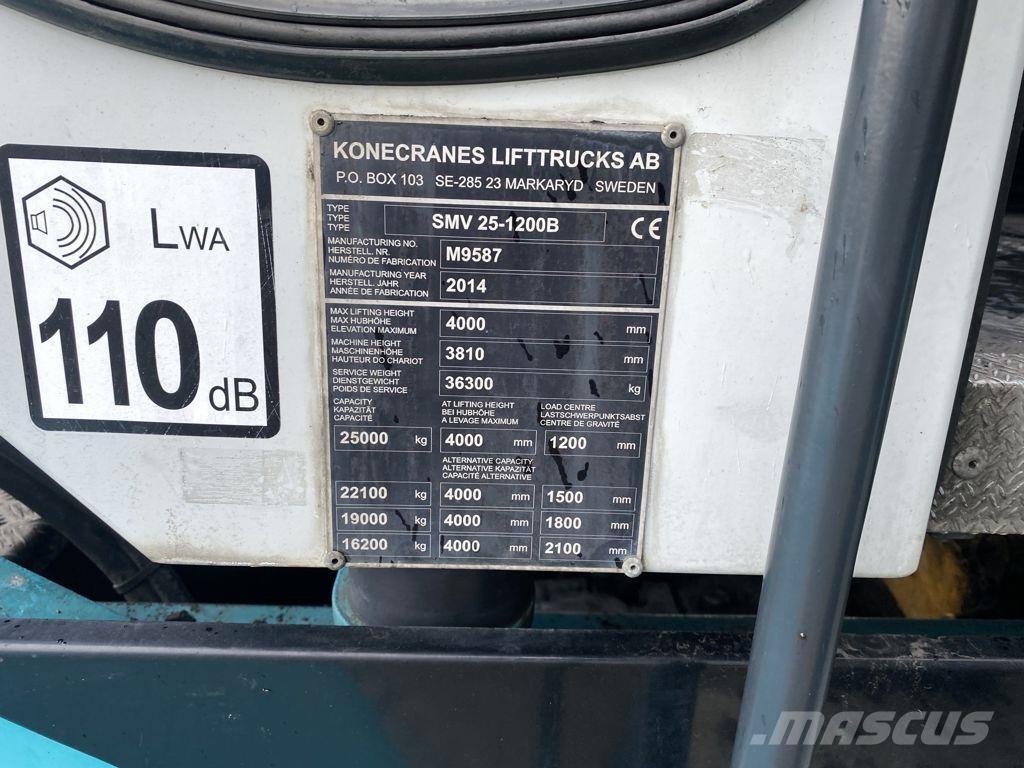 LWA
110 dB
KONECRANES LIFTTRUCKS AB
P.O. BOX 103 SE-285 23 MARKARYD SWEDEN
TYPE
TYPE
TYPE
SMV 25-1200B
CE
MANUFACTURING NO.
HERSTELL. NR.
NUMÉRO DE FABRICATION
M9587
MANUFACTURING YEAR
HERSTELL. JAHR
ANNÉE DE FABRICATION
2014
MAX LIFTING HEIGHT
MAX HUBHÖHE
ELEVATION MAXIMUM
4000 mm
MACHINE HEIGHT
MASCHINENHÖHE
HAUTEUR DO CHARIOT
3810 mm
SERVICE WEIGHT
DIENSTGEWICHT
POIDS DE SERVICE
36300 kg
CAPACITY
KAPAZITÄT
CAPACITÉ
AT LIFTING HEIGHT
BEI HUBHÖHE
A LEVAGE MAXIMUM
LOAD CENTRE
LASTSCHWERPUNKTSABST
CENTRE DE GRAVITÉ
25000 kg 4000 mm 1200 mm
ALTERNATIVE CAPACITY
ALTERNATIVE KAPAZITÄT
CAPACITÉ ALTERNATIVE
22100 kg 4000 mm 1500 mm
19000 kg 4000 mm 1800 mm
16200 kg 4000 mm 2100 mm
MASCUS